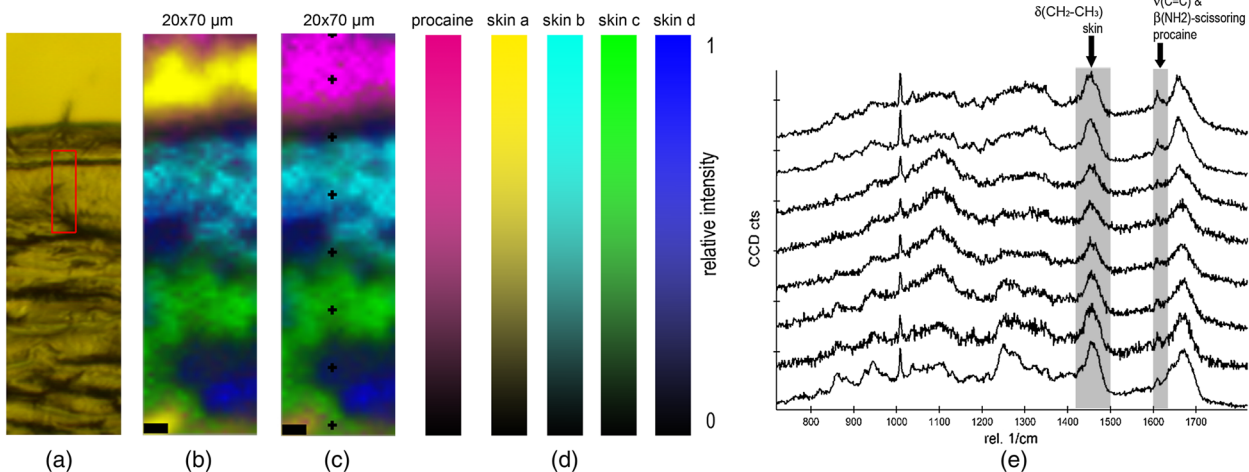 20x70 µm
20x70 µm
procaine
skin a
skin b
skin c
skin d
1
relative intensity
0
δ(CH₂-CH₃)
skin
ν(C=C) &
β(NH2)-scissoring
procaine
CCD cts
800
900
1000
1100
1200
1300
1400
1500
1600
1700
rel. 1/cm
(a)
(b)
(c)
(d)
(e)